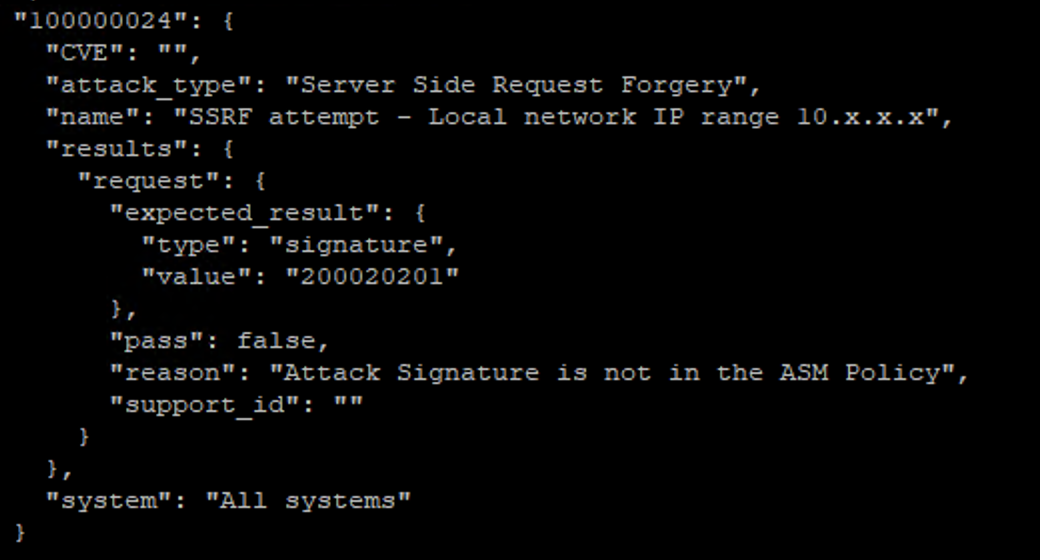 "100000024": {
"CVE": "",
"attack_type": "Server Side Request Forgery",
"name": "SSRF attempt - Local network IP range 10.x.x.x",
"results": {
"request": {
"expected_result": {
"type": "signature",
"value": "200020201"
},
"pass": false,
"reason": "Attack Signature is not in the ASM Policy",
"support_id": ""
}
},
"system": "All systems"
}